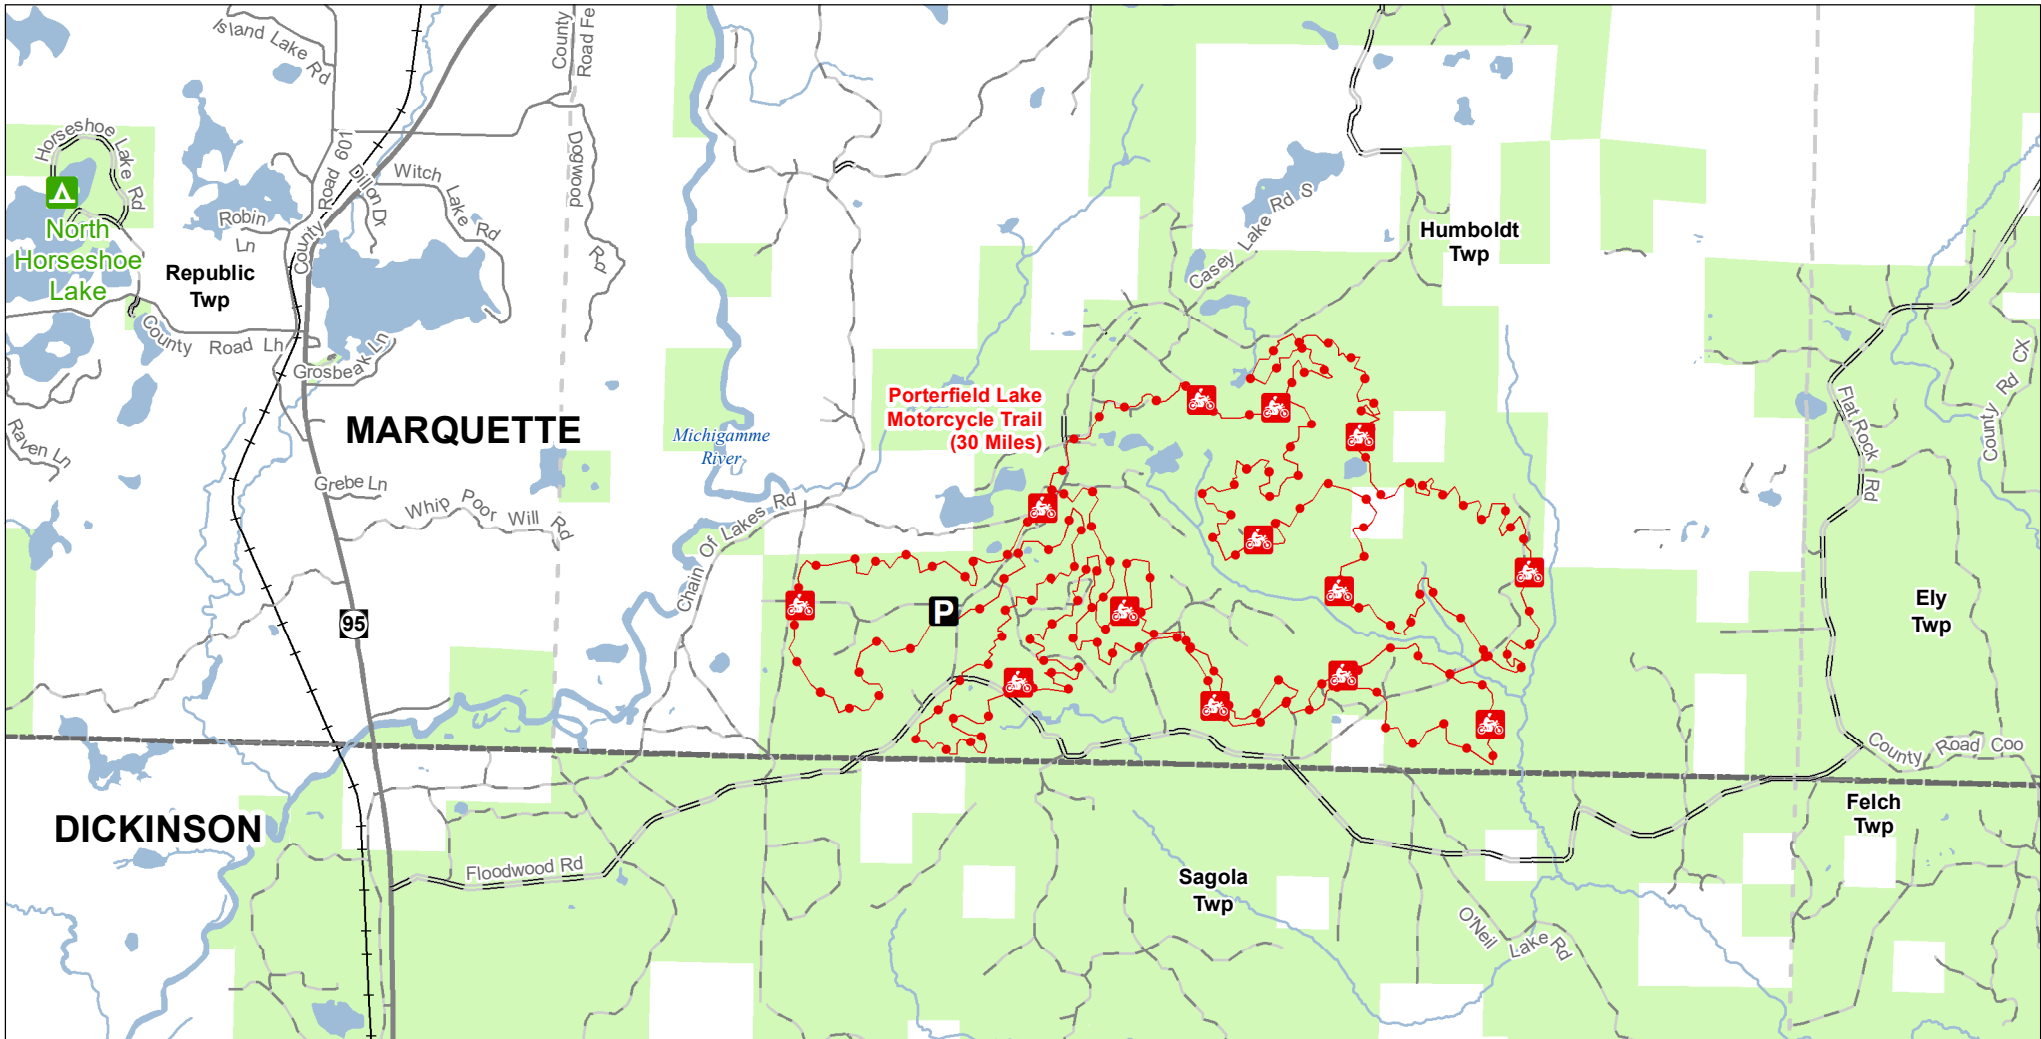 Island Lake Rd
County
Road Fe
Horseshoe Lake Rd
County Road 601
Dillon Dr
Witch Lake Rd
Dogwood Rd
Robin
Ln
North
Horseshoe
Lake
Republic
Twp
County Road Lh
Grosbeak Ln
Casey Lake Rd S
Humboldt
Twp
Raven Ln
MARQUETTE
Porterfield Lake
Motorcycle Trail
(30 Miles)
Michigamme
River
Flat Rock Rd
County Rd CX
Grebe Ln
Whip Poor Will Rd
Chain Of Lakes Rd
P
95
Ely
Twp
County Road Coo
DICKINSON
Felch
Twp
Floodwood Rd
Sagola
Twp
O'Neil Lake Rd